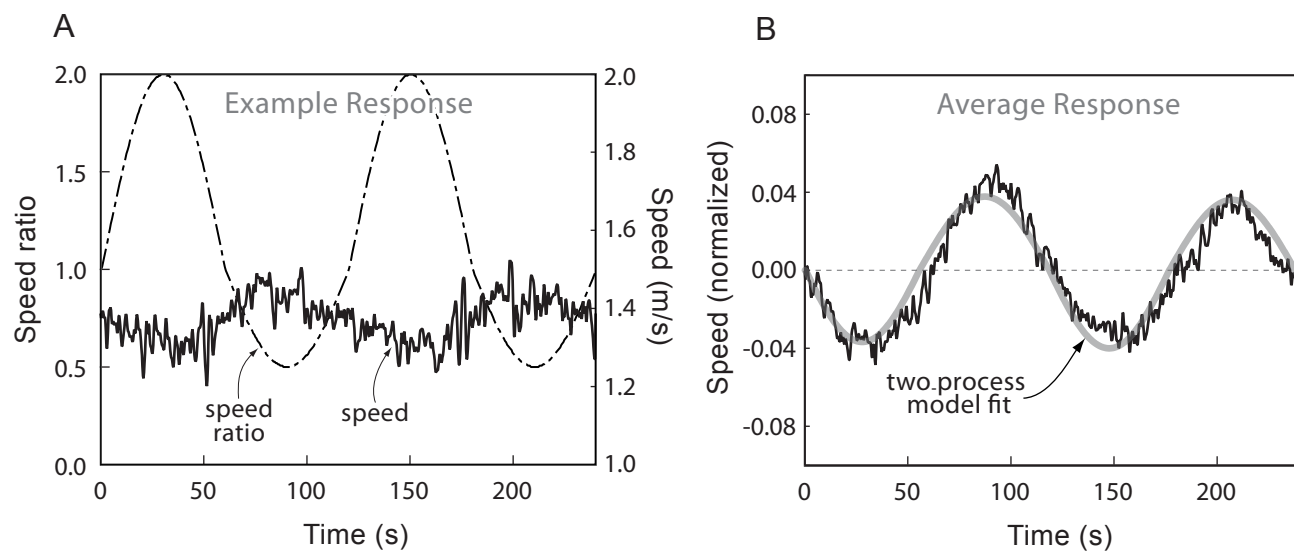 A
Example Response
Speed ratio
2.0
1.5
1.0
0.5
0.0
speed
ratio
speed
2.0
1.8
1.6
1.4
1.2
1.0
Speed (m/s)
0
50
100
150
200
Time (s)
B
Average Response
Speed (normalized)
0.08
0.04
0.00
-0.04
-0.08
two process
model fit
0
50
100
150
200
Time (s)